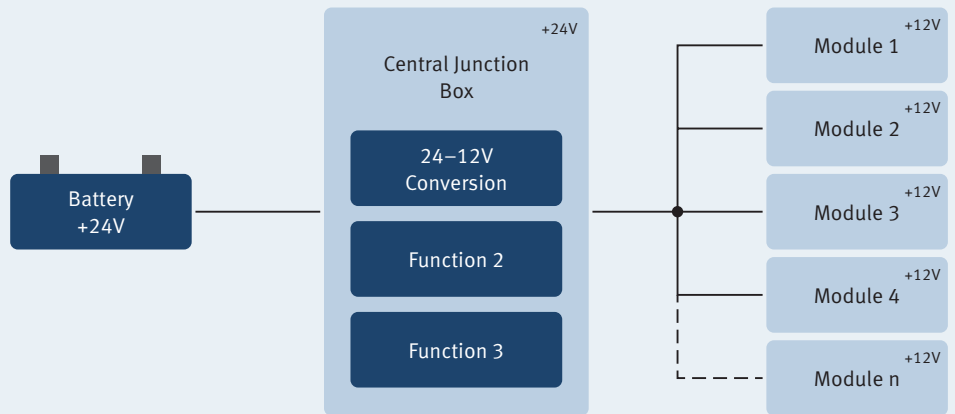 Battery
+24V
+24V
Central Junction
Box
24–12V
Conversion
Function 2
Function 3
+12V
Module 1
+12V
Module 2
+12V
Module 3
+12V
Module 4
+12V
Module n